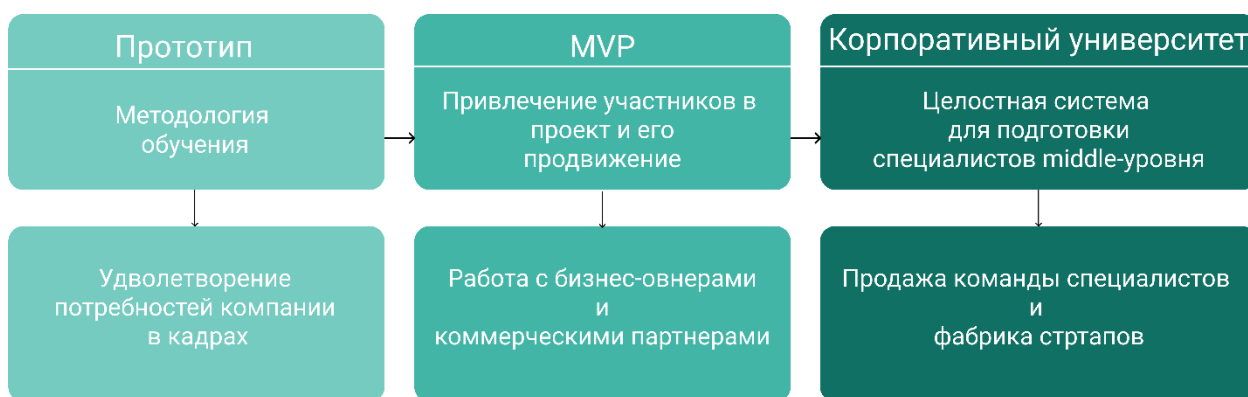 Прототип
Методология
обучения
MVP
Привлечение участников в
проект и его
продвижение
Корпоративный университет
Целостная система
для подготовки
специалистов middle-уровня
Удволетворение
потребностей компании
в кадрах
Работа с бизнес-овнерами
и
коммерческими партнерами
Продажа команды специалистов
и
фабрика стртапов